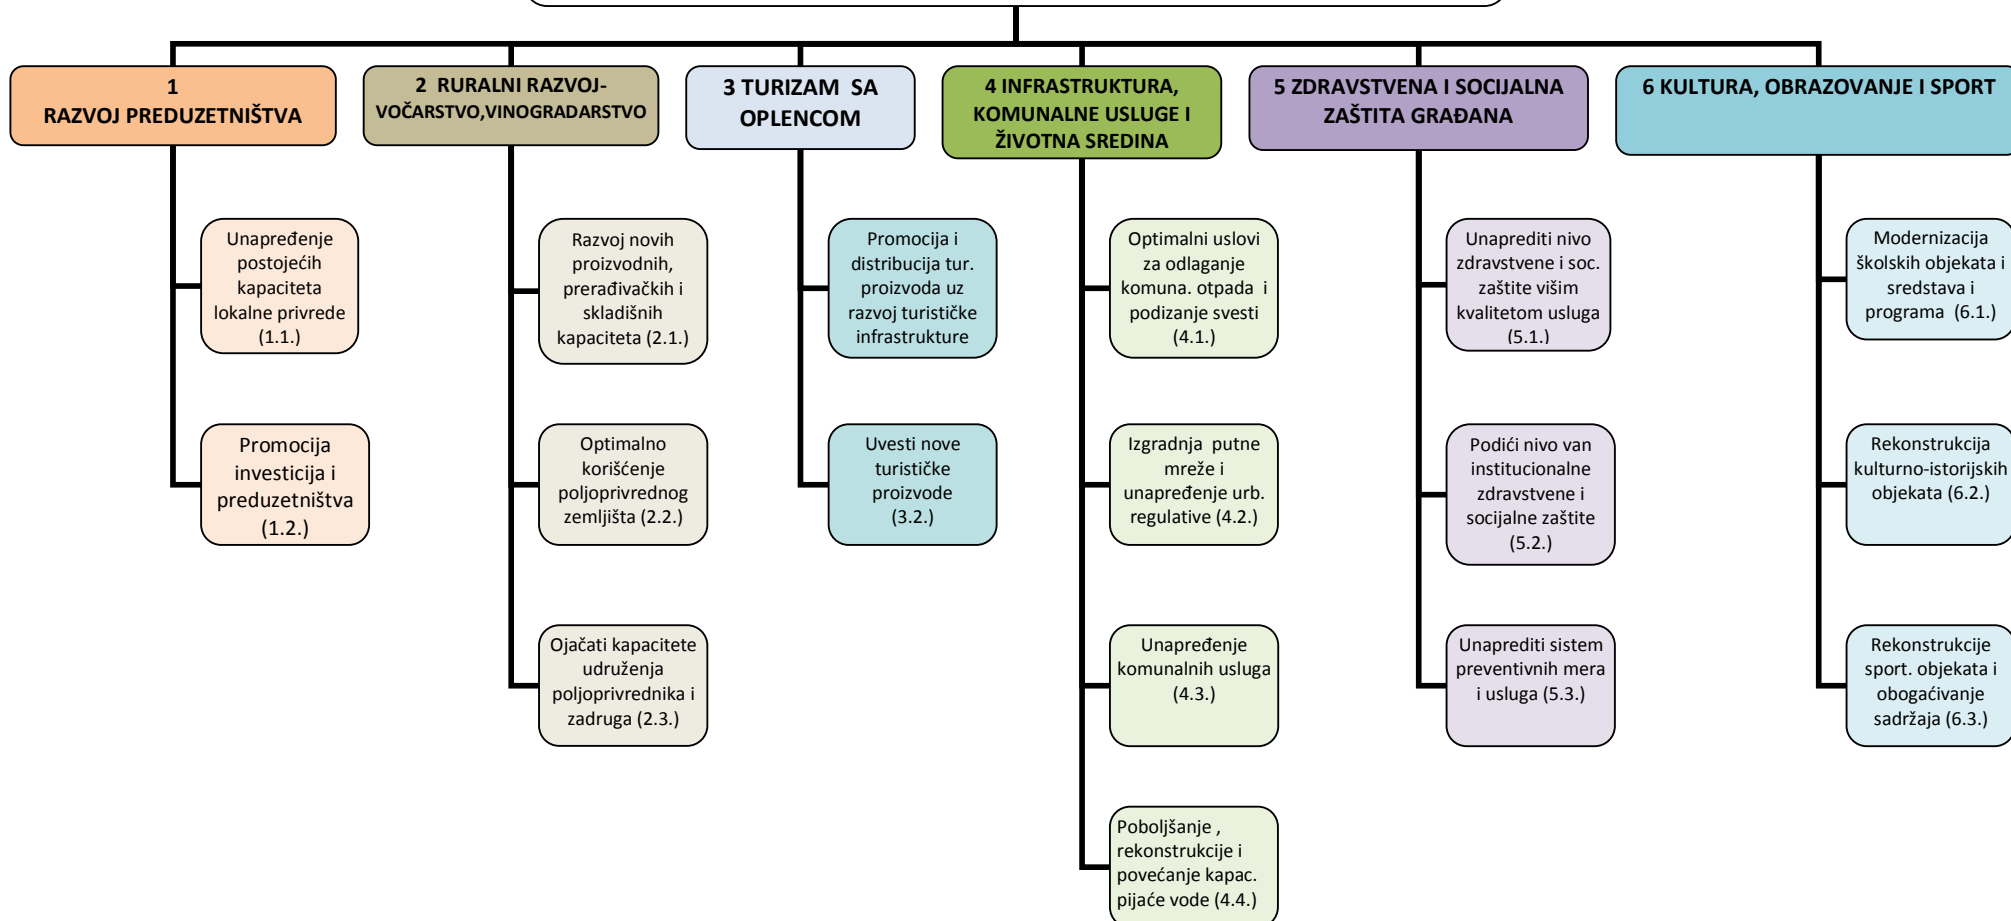 1
RAZVOJ PREDUZETNIŠTVA
Unapređenje
postojećih
kapaciteta
lokalne privrede
(1.1.)
Promocija
investicija i
preduzetništva
(1.2.)
2  RURALNI RAZVOJ-
VOČARSTVO,VINOGRADARSTVO
Razvoj novih
proizvodnih,
prerađivačkih i
skladišnih
kapaciteta (2.1.)
Optimalno
korišćenje
poljoprivrednog
zemljišta (2.2.)
Ojačati kapacitete
udruženja
poljoprivrednika i
zadruga (2.3.)
3 TURIZAM  SA
OPLENCOM
Promocija i
distribucija tur.
proizvoda uz
razvoj turističke
infrastrukture
Uvesti nove
turističke
proizvode
(3.2.)
4 INFRASTRUKTURA,
KOMUNALNE USLUGE I
ŽIVOTNA SREDINA
Optimalni uslovi
za odlaganje
komuna. otpada  i
podizanje svesti
(4.1.)
Izgradnja  putne
mreže i
unapređenje urb.
regulative (4.2.)
Unapređenje
komunalnih usluga
(4.3.)
Poboljšanje ,
rekonstrukcije i
povećanje kapac.
pijaće vode (4.4.)
5 ZDRAVSTVENA I SOCIJALNA
ZAŠTITA GRAĐANA
Unaprediti nivo
zdravstvene i soc.
zaštite višim
kvalitetom usluga
(5.1.)
Podići nivo van
institucionalne
zdravstvene i
socijalne zaštite
(5.2.)
Unaprediti sistem
preventivnih mera
i usluga (5.3.)
6 KULTURA, OBRAZOVANJE I SPORT
Modernizacija
školskih objekata i
sredstava i
programa  (6.1.)
Rekonstrukcija
kulturno-istorijskih
objekata (6.2.)
Rekonstrukcije
sport. objekata i
obogaćivanje
sadržaja (6.3.)